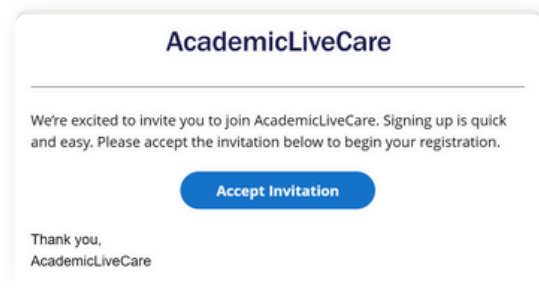 AcademicLiveCare
We're excited to invite you to join AcademicLiveCare. Signing up is quick
and easy. Please accept the invitation below to begin your registration.
Accept Invitation
Thank you,
AcademicLiveCare